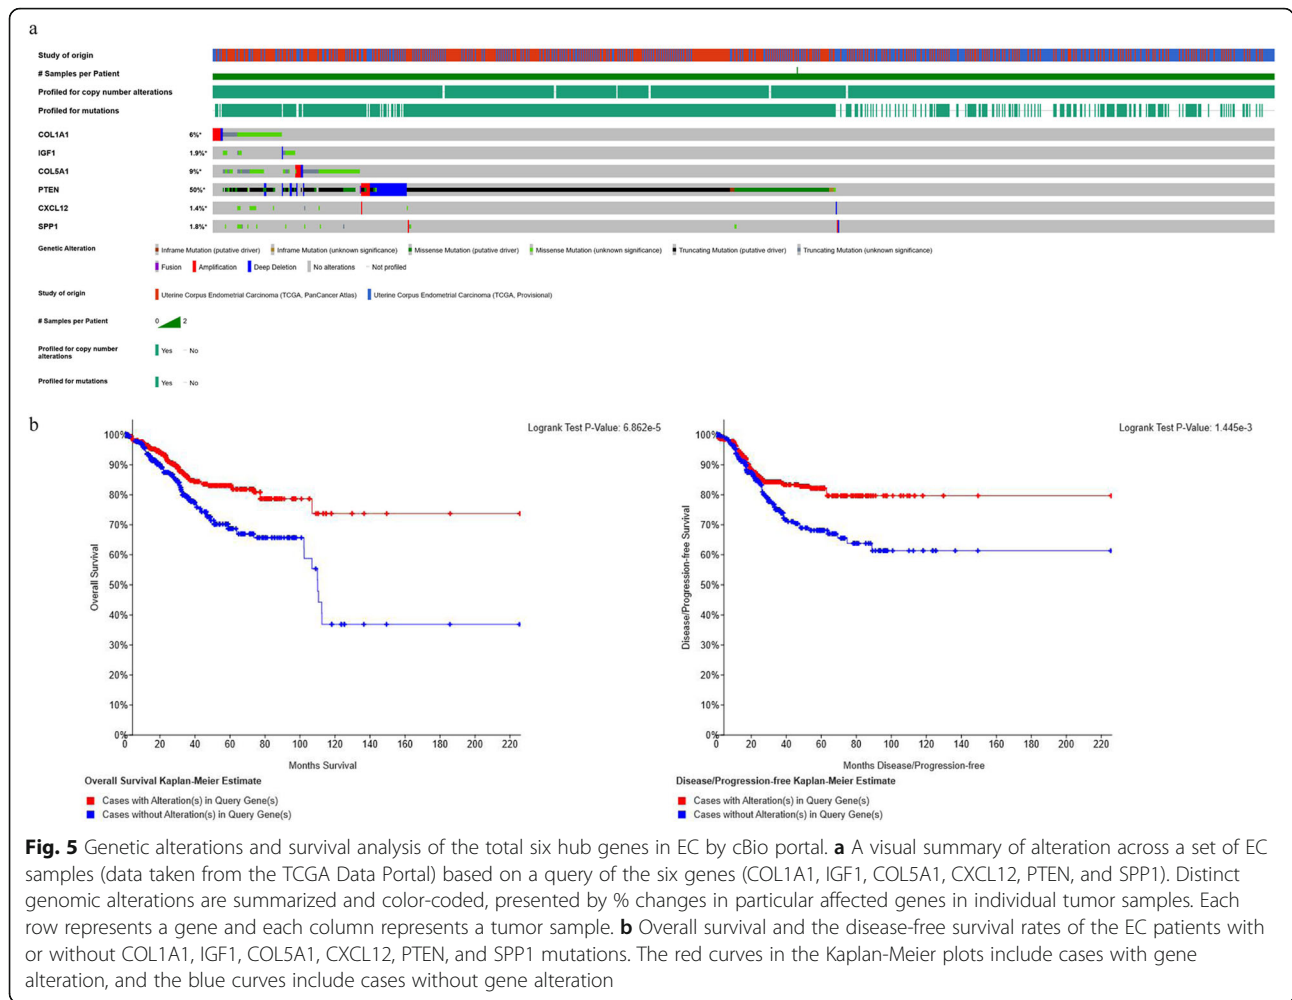 a
Study of origin
# Samples per Patient
Profiled for copy number alterations
Profiled for mutations
COL1A1 6%*
IGF1 1.9%*
COL5A1 9%*
PTEN 50%*
CXCL12 1.4%*
SPP1 1.8%*
Genetic Alteration Inframe Mutation (putative driver) Inframe Mutation (unknown significance) Missense Mutation (putative driver) Missense Mutation (unknown significance) Truncating Mutation (putative driver) Truncating Mutation (unknown significance)
Fusion Amplification Deep Deletion No alterations Not profiled
Study of origin Uterine Corpus Endometrial Carcinoma (TCGA, PanCancer Atlas) Uterine Corpus Endometrial Carcinoma (TCGA, Provisional)
# Samples per Patient 0 2
Profiled for copy number alterations Yes No
Profiled for mutations Yes No
b
Logrank Test P-Value: 6.862e-5
100%
90%
80%
70%
60%
50%
40%
30%
20%
10%
0%
Overall Survival
0 20 40 60 80 100 120 140 160 180 200 220
Months Survival
Overall Survival Kaplan-Meier Estimate
Cases with Alteration(s) in Query Gene(s)
Cases without Alteration(s) in Query Gene(s)
Logrank Test P-Value: 1.445e-3
100%
90%
80%
70%
60%
50%
40%
30%
20%
10%
0%
Disease/Progression-free Survival
0 20 40 60 80 100 120 140 160 180 200 220
Months Disease/Progression-free
Disease/Progression-free Kaplan-Meier Estimate
Cases with Alteration(s) in Query Gene(s)
Cases without Alteration(s) in Query Gene(s)
Fig. 5 Genetic alterations and survival analysis of the total six hub genes in EC by cBio portal. a A visual summary of alteration across a set of EC
samples (data taken from the TCGA Data Portal) based on a query of the six genes (COL1A1, IGF1, COL5A1, CXCL12, PTEN, and SPP1). Distinct
genomic alterations are summarized and color-coded, presented by % changes in particular affected genes in individual tumor samples. Each
row represents a gene and each column represents a tumor sample. b Overall survival and the disease-free survival rates of the EC patients with
or without COL1A1, IGF1, COL5A1, CXCL12, PTEN, and SPP1 mutations. The red curves in the Kaplan-Meier plots include cases with gene
alteration, and the blue curves include cases without gene alteration